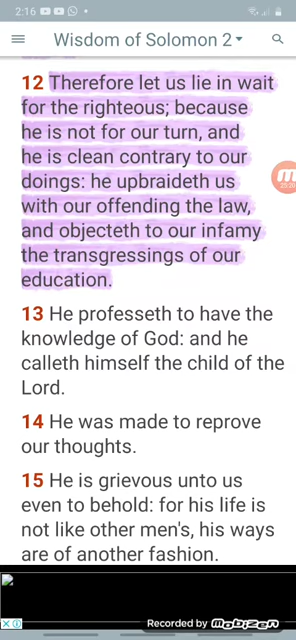 2:16
Wisdom of Solomon 2
12 Therefore let us lie in wait
for the righteous; because
he is not for our turn, and
he is clean contrary to our
doings: he upbraideth us
with our offending the law,
and objecteth to our infamy
the transgressings of our
education.
20:20
13 He professeth to have the
knowledge of God: and he
calleth himself the child of the
Lord.
14 He was made to reprove
our thoughts.
15 He is grievous unto us
even to behold: for his life is
not like other men's, his ways
are of another fashion.
Recorded by mobizen